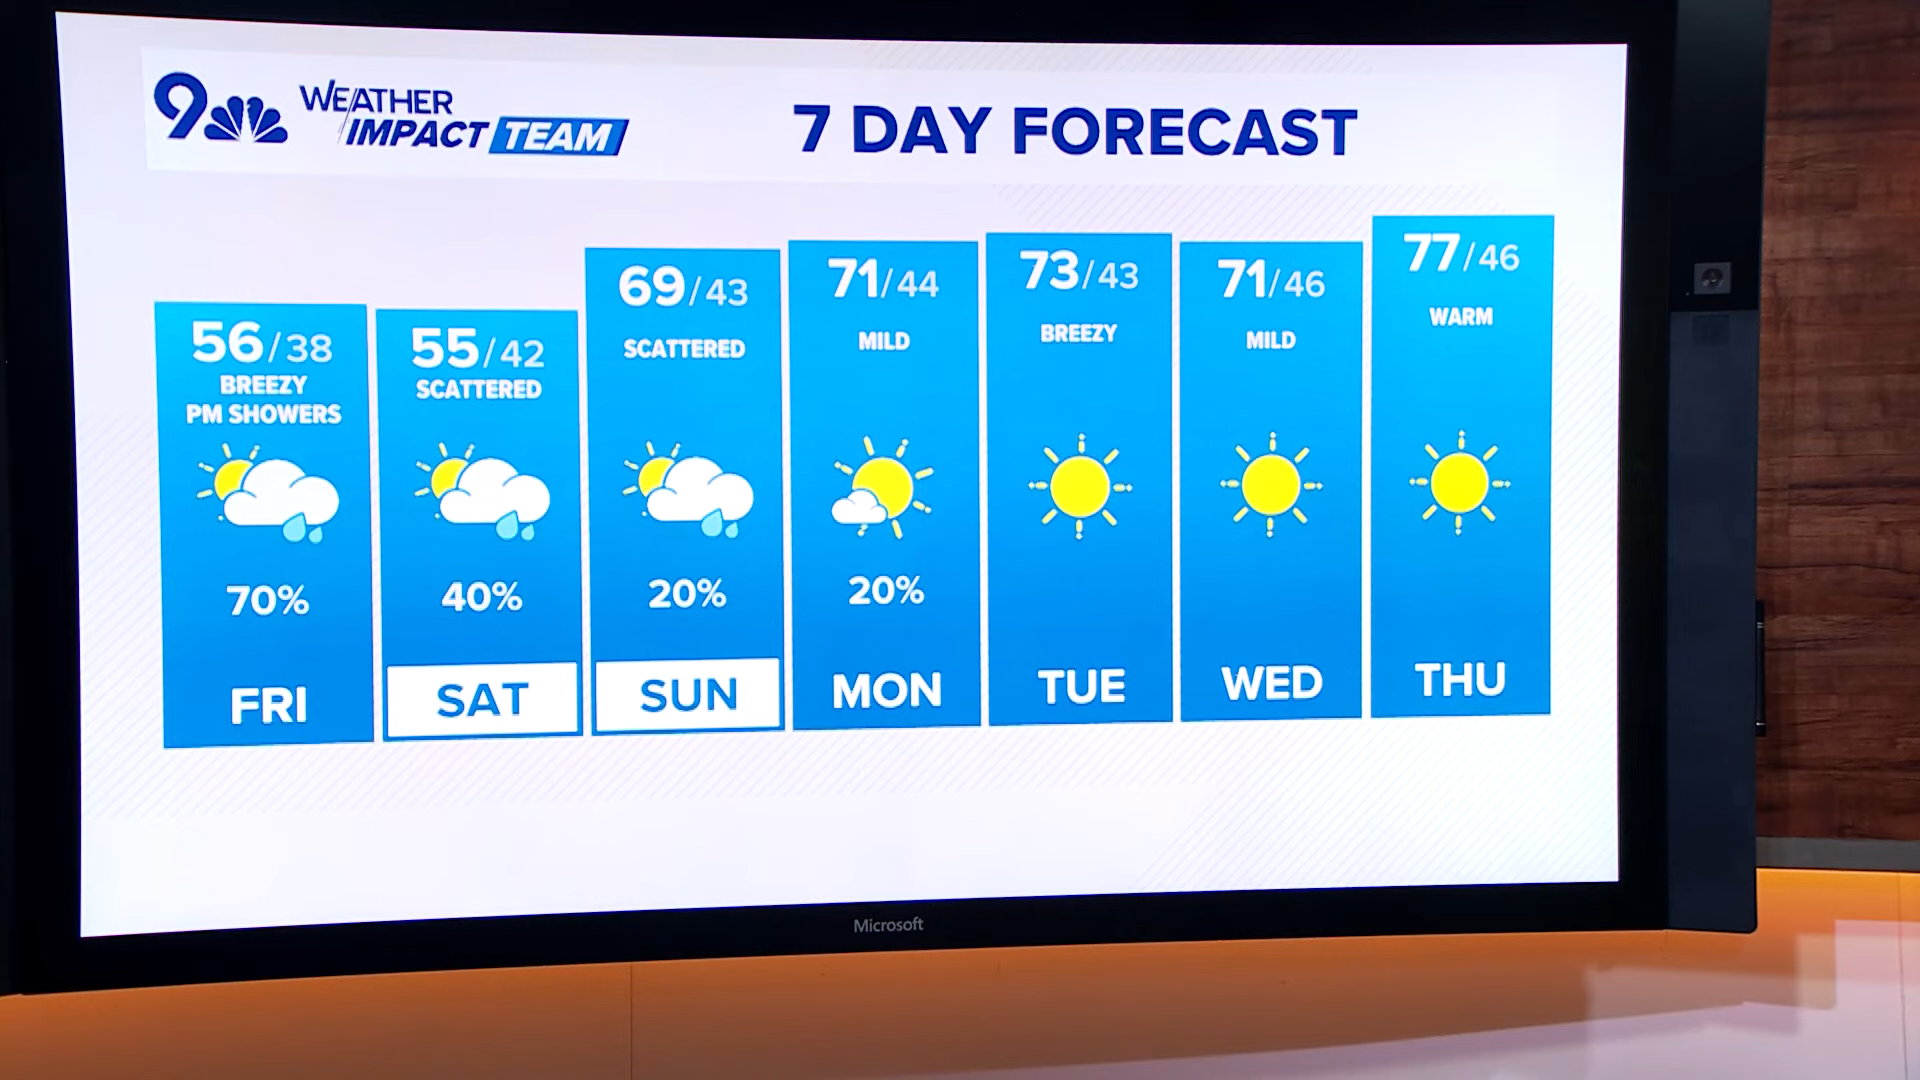 9 WEATHER
IMPACT TEAM
7 DAY FORECAST
56/38
BREEZY
PM SHOWERS
70%
FRI
55/42
SCATTERED
40%
SAT
69/43
SCATTERED
20%
SUN
71/44
MILD
20%
MON
73/43
BREEZY
TUE
71/46
MILD
WED
77/46
WARM
THU
Microsoft